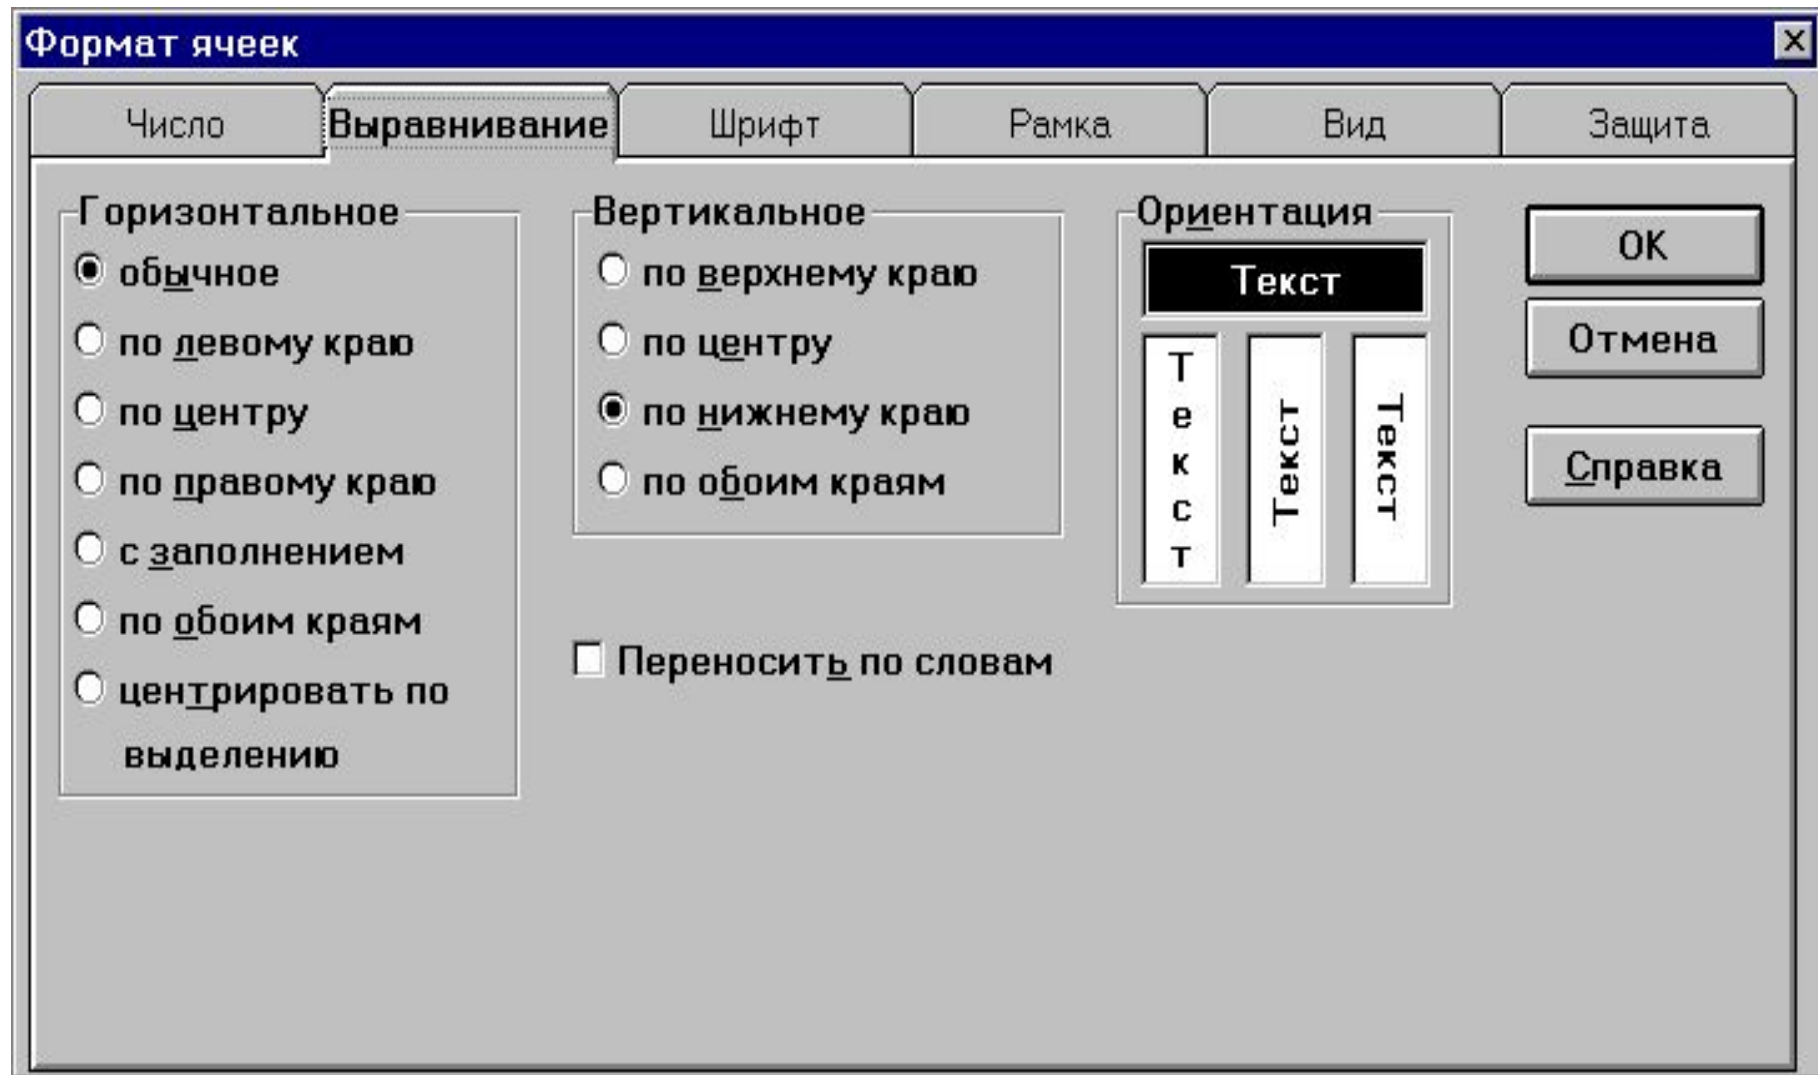 Формат ячеек
Число
Выравнивание
Шрифт
Рамка
Вид
Защита
Горизонтальное
обычное
по левому краю
по центру
по правому краю
с заполнением
по обоим краям
центрировать по
выделению
Вертикальное
по верхнему краю
по центру
по нижнему краю
по обоим краям
Переносить по словам
Ориентация
Текст
Текст
Текст
Текст
ОК
Отмена
Справка